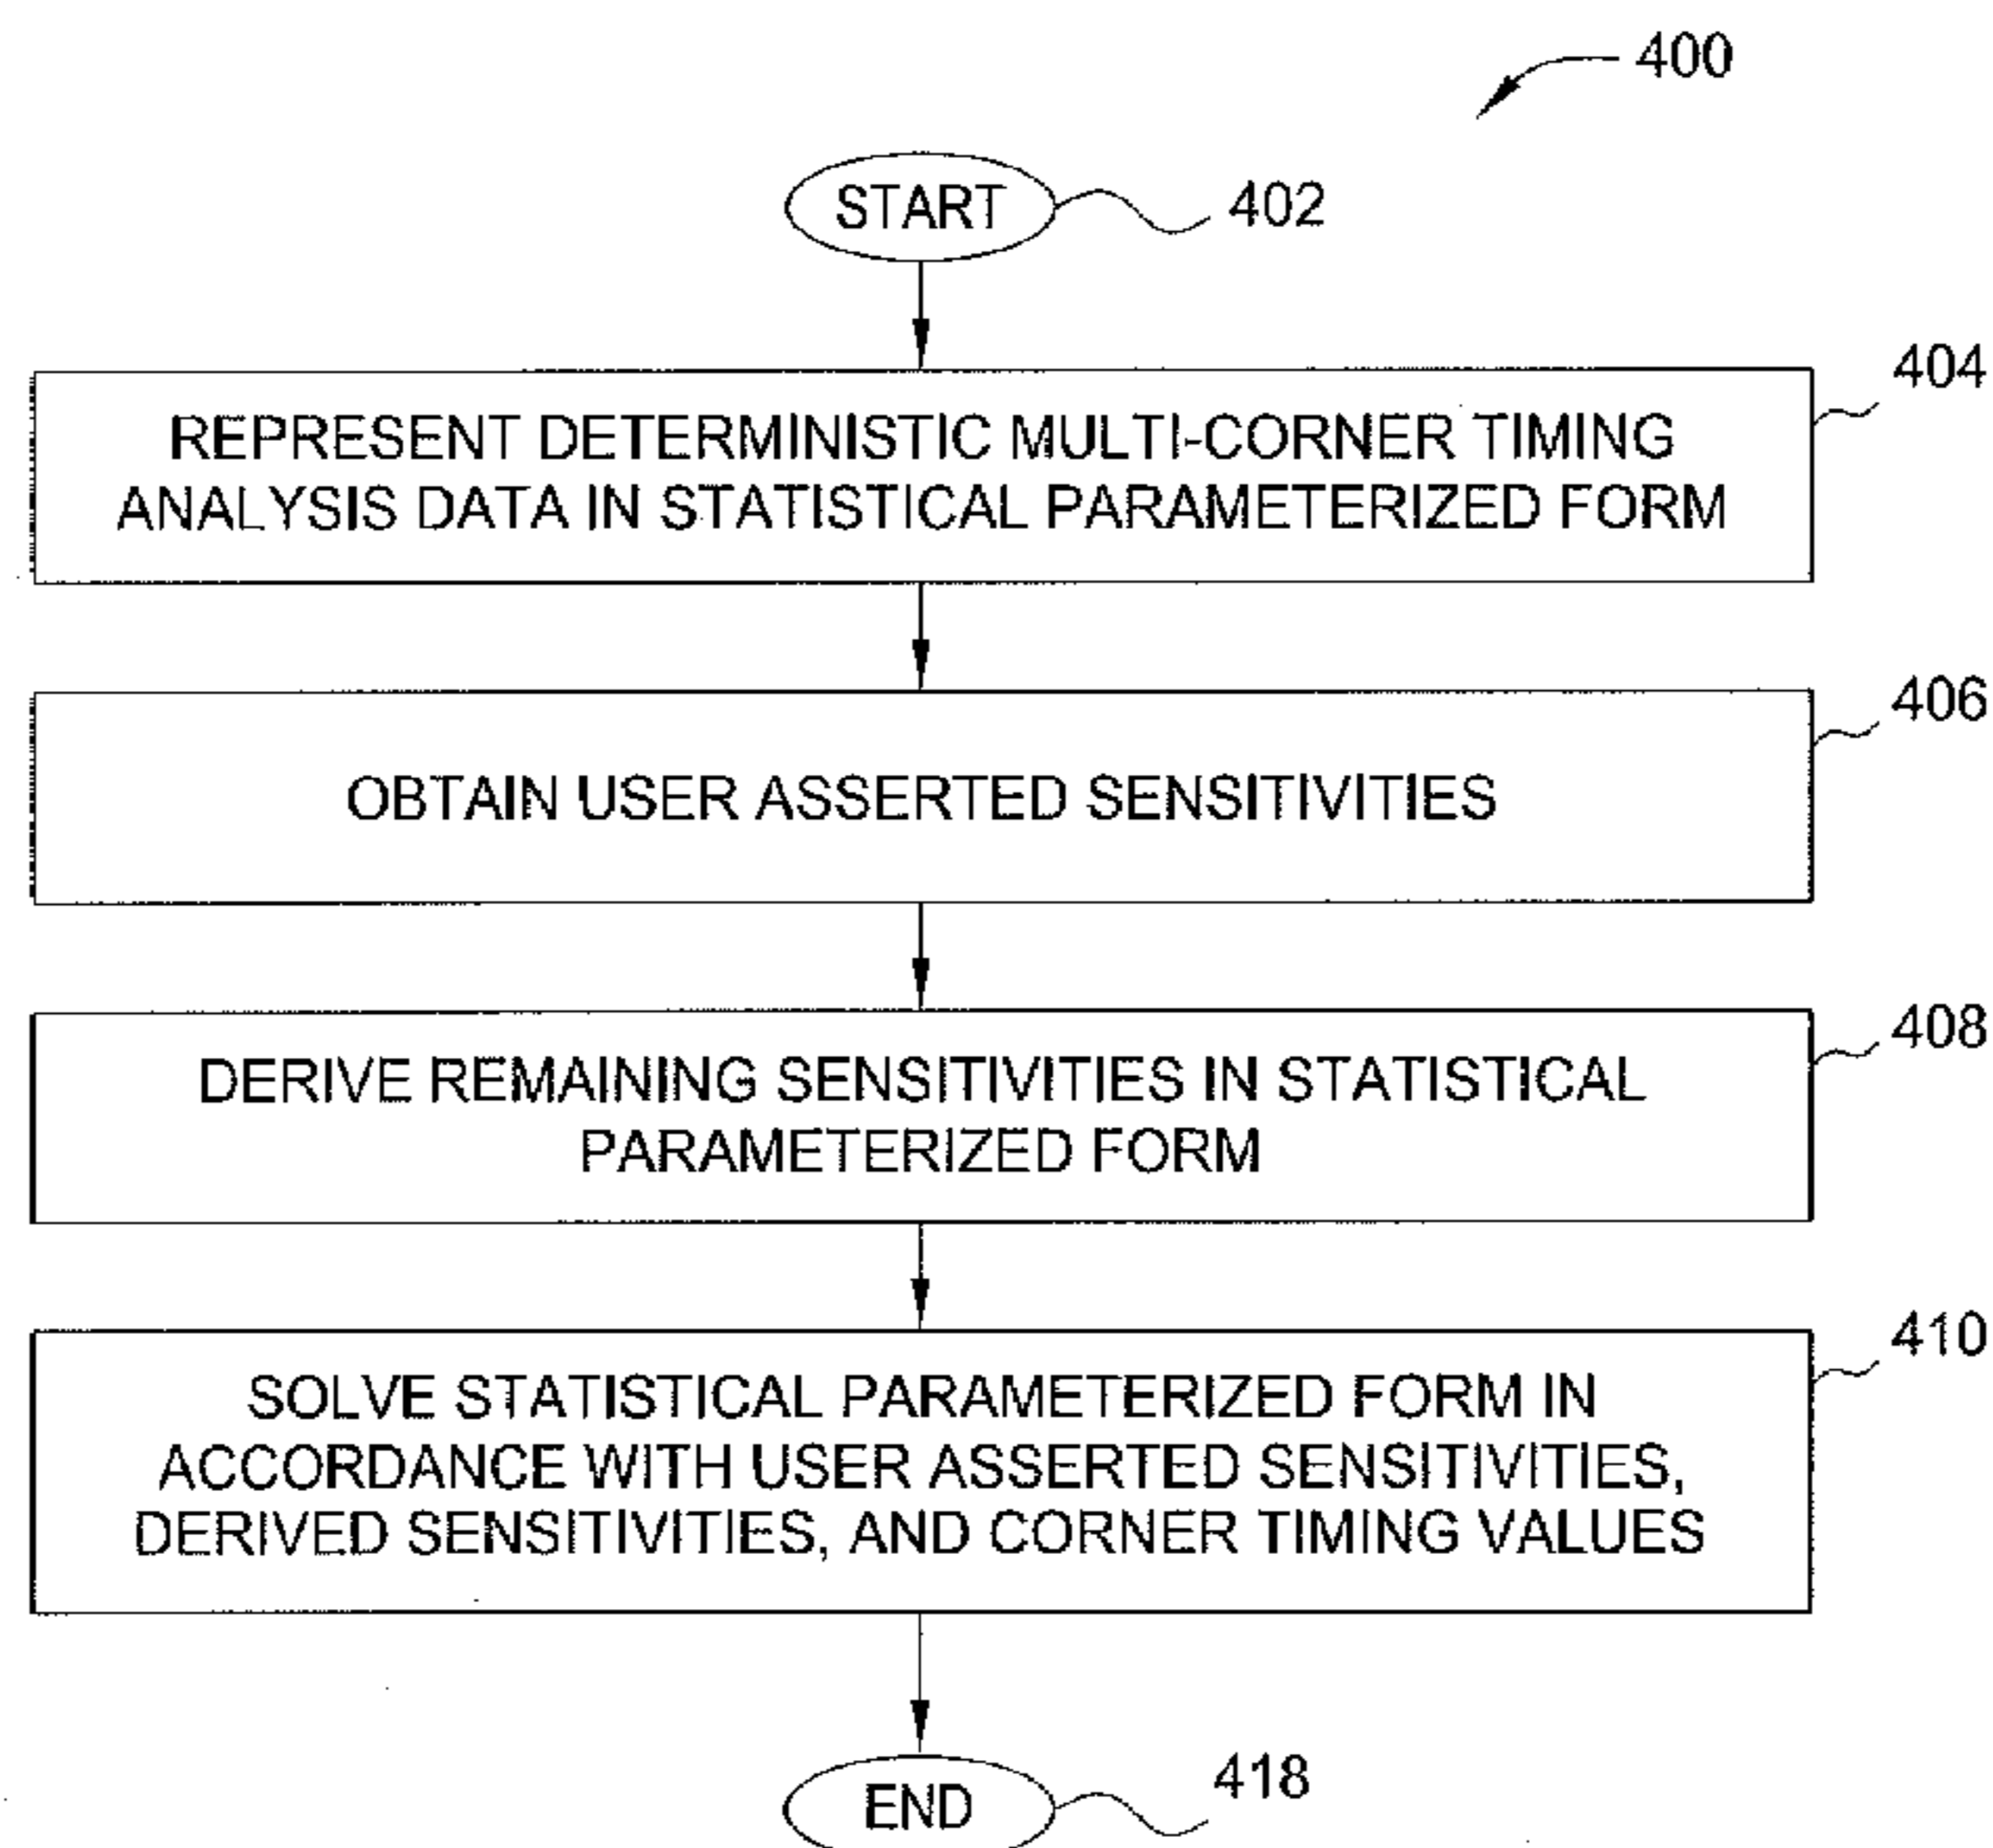 400
START
402
404
REPRESENT DETERMINISTIC MULTI-CORNER TIMING
ANALYSIS DATA IN STATISTICAL PARAMETERIZED FORM
406
OBTAIN USER ASSERTED SENSITIVITIES
408
DERIVE REMAINING SENSITIVITIES IN STATISTICAL
PARAMETERIZED FORM
410
SOLVE STATISTICAL PARAMETERIZED FORM IN
ACCORDANCE WITH USER ASSERTED SENSITIVITIES,
DERIVED SENSITIVITIES, AND CORNER TIMING VALUES
418
END